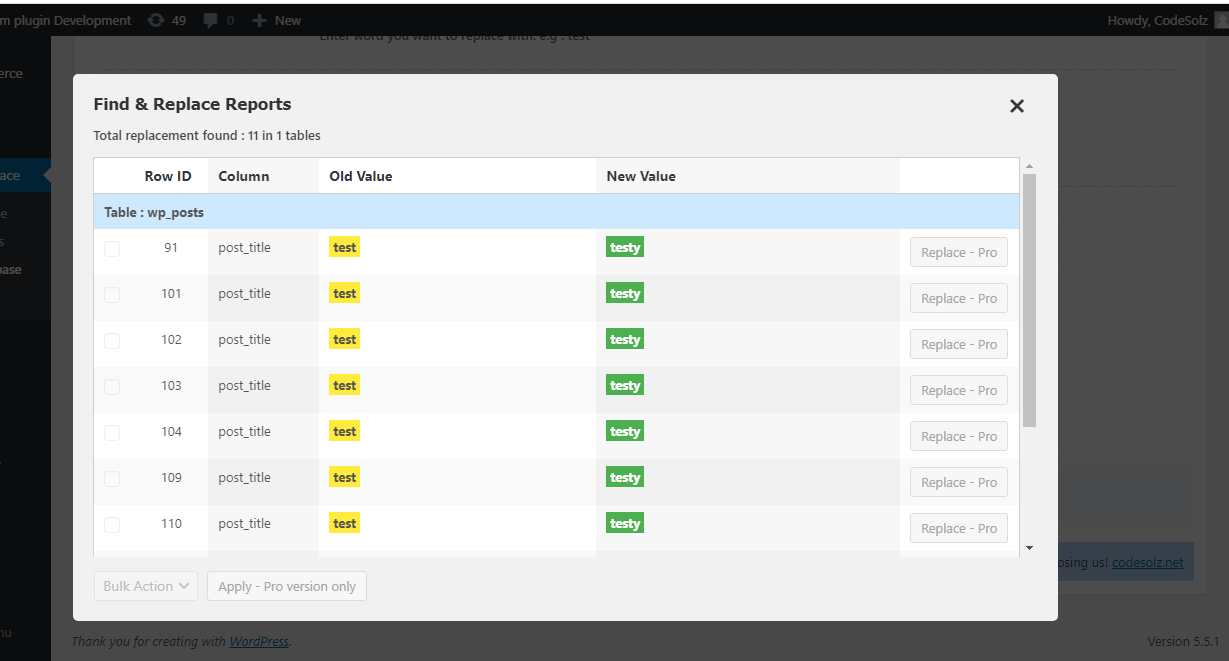 m plugin Development 49 0 New Howdy, CodeSolz
Enter word you want to replace with. e.g : test
erce
Find & Replace Reports
Total replacement found : 11 in 1 tables
Row ID Column Old Value New Value
ace
Table : wp_posts
e
91 post_title test testy Replace - Pro
s
base
101 post_title test testy Replace - Pro
102 post_title test testy Replace - Pro
103 post_title test testy Replace - Pro
104 post_title test testy Replace - Pro
109 post_title test testy Replace - Pro
110 post_title test testy Replace - Pro
osing us! codesolz.net
Bulk Action Apply - Pro version only
nu
Thank you for creating with WordPress. Version 5.5.1